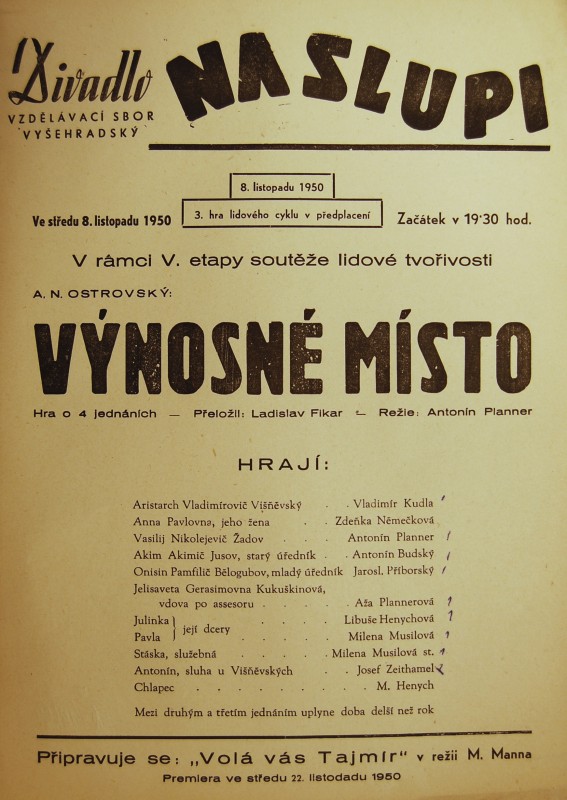 Divadlo
NA SLUPI
VZDĚLÁVACÍ SBOR
VYŠEHRADSKÝ
8. listopadu 1950
Ve středu 8. listopadu 1950
3. hra lidového cyklu v předplacení
Začátek v 19·30 hod.
V rámci V. etapy soutěže lidové tvořivosti
A. N. OSTROVSKÝ:
VÝNOSNÉ MÍSTO
Hra o 4 jednáních — Přeložil: Ladislav Fikar — Režie: Antonín Planner
HRAJÍ:
Aristarch Vladimírovič Višňěvský . . Vladimír Kudla
Anna Pavlovna, jeho žena . . Zdeňka Němečková
Vasilij Nikolejevič Žadov . . . Antonín Planner
Akim Akimič Jusov, starý úředník . . Antonín Budský
Onisin Pamfilič Bělogubov, mladý úředník Jarosl. Příborský
Jelisaveta Gerasimovna Kukuškinová,
vdova po assesoru . . . . Aža Plannerová
Julinka } její dcery . . . . Libuše Henychová
Pavla } . . . . Milena Musilová
Stáska, služebná . . . . . Milena Musilová st.
Antonín, sluha u Višňěvských . . Josef Zeithamel
Chlapec . . . . . . . . M. Henych
Mezi druhým a třetím jednáním uplyne doba delší než rok
Připravuje se: „Volá vás Tajmír" v režii M. Manna
Premiera ve středu 22. listodadu 1950